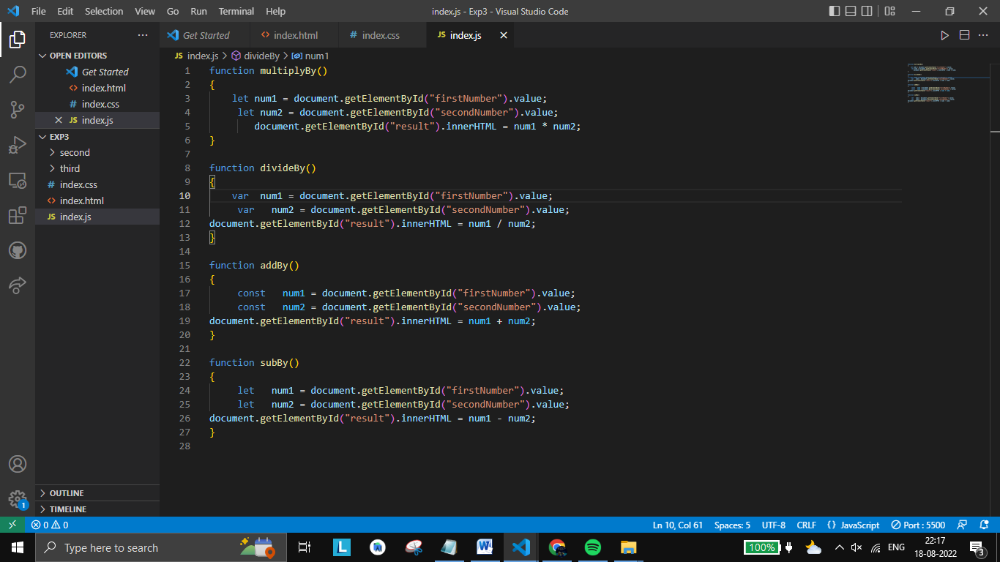 File Edit Selection View Go Run Terminal Help index.js - Exp3 - Visual Studio Code
EXPLORER
OPEN EDITORS
Get Started
index.html
index.css
JS index.js
EXP3
second
third
index.css
index.html
JS index.js
OUTLINE
TIMELINE
Get Started <> index.html # index.css JS index.js
JS index.js > divideBy > num1
1 function multiplyBy()
2 {
3 let num1 = document.getElementById("firstNumber").value;
4 let num2 = document.getElementById("secondNumber").value;
5 document.getElementById("result").innerHTML = num1 * num2;
6 }
7
8 function divideBy()
9 {
10 var  num1 = document.getElementById("firstNumber").value;
11 var   num2 = document.getElementById("secondNumber").value;
12 document.getElementById("result").innerHTML = num1 / num2;
13 }
14
15 function addBy()
16 {
17 const   num1 = document.getElementById("firstNumber").value;
18 const   num2 = document.getElementById("secondNumber").value;
19 document.getElementById("result").innerHTML = num1 + num2;
20 }
21
22 function subBy()
23 {
24 let   num1 = document.getElementById("firstNumber").value;
25 let   num2 = document.getElementById("secondNumber").value;
26 document.getElementById("result").innerHTML = num1 - num2;
27 }
28
1
0 0 Ln 10, Col 61 Spaces: 5 UTF-8 CRLF {} JavaScript Port : 5500
Type here to search L W 100% ENG 22:17
18-08-2022 3